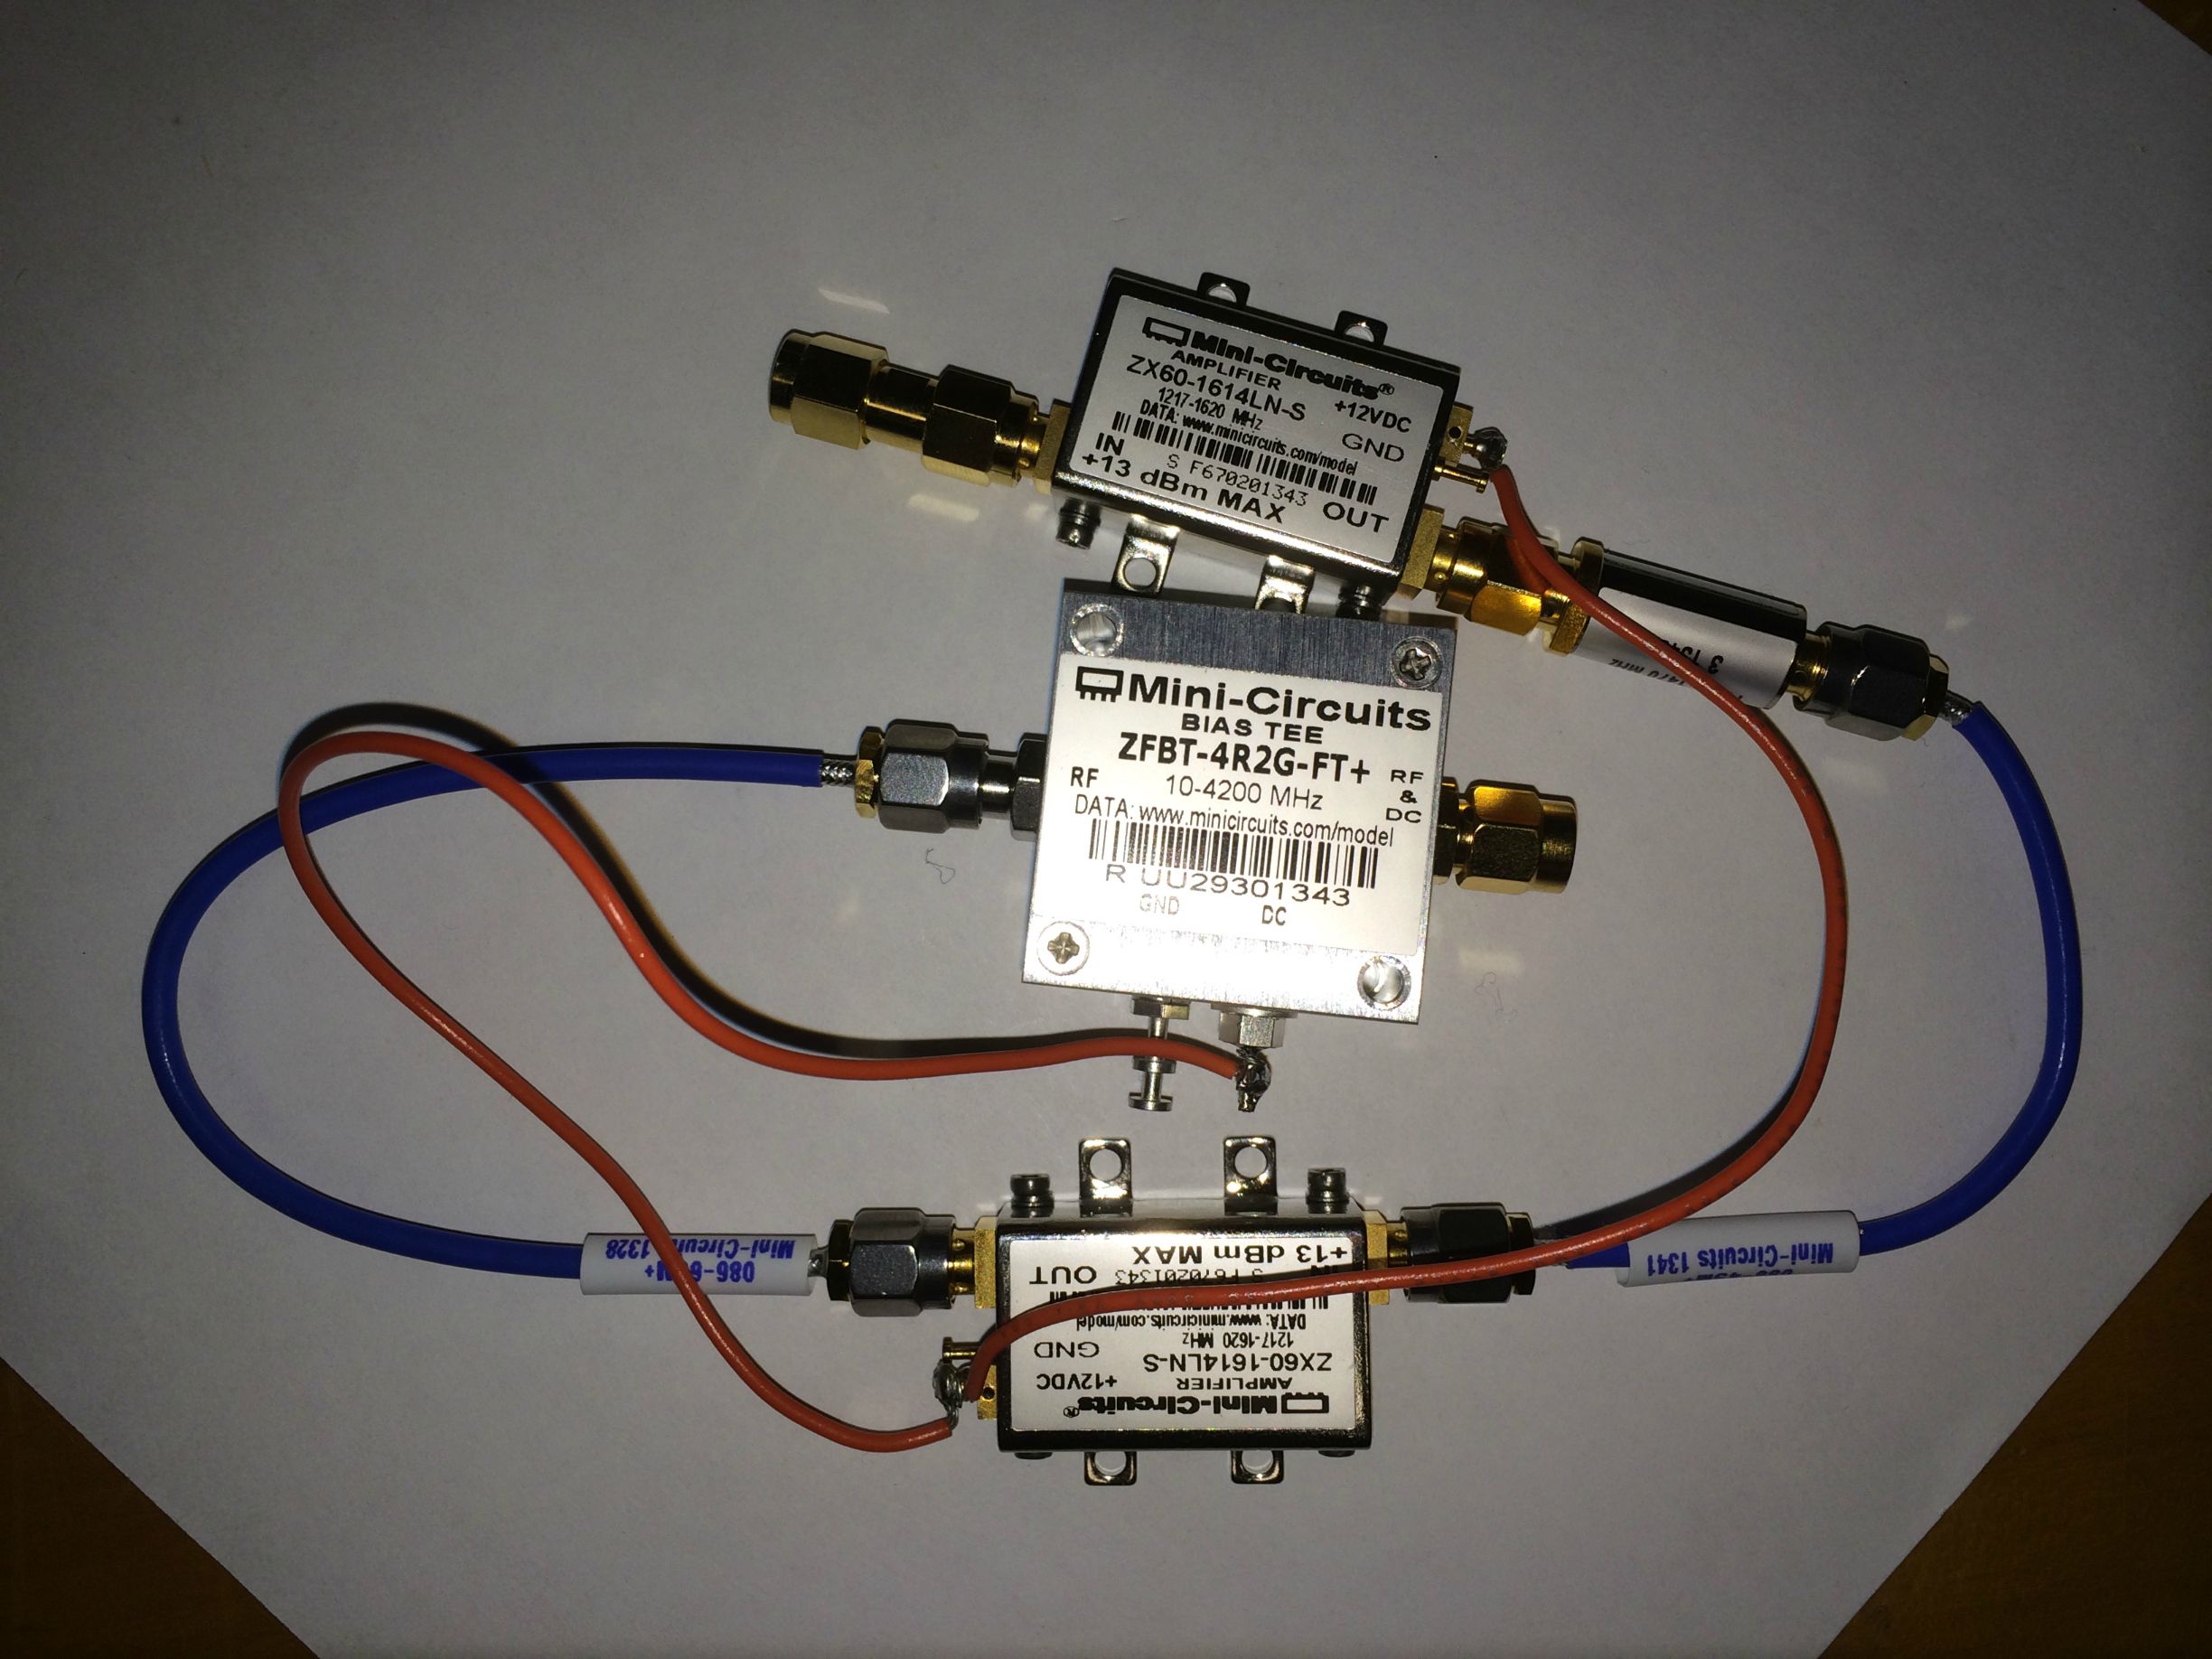 Mini-Circuits®
AMPLIFIER
ZX60-1614LN-S
+12VDC
1217-1620 MHz
GND
DATA: www.minicircuits.com/model
IN
S F670201343
OUT
+13 dBm MAX
Mini-Circuits
BIAS TEE
ZFBT-4R2G-FT+
RF
10-4200 MHz
RF & DC
DATA: www.minicircuits.com/model
R UU29301343
GND
DC
Mini-Circuits®
AMPLIFIER
+12VDC
ZX60-1614LN-S
1217-1620 MHz
GND
DATA: www.minicircuits.com/model
S F670201343
OUT
+13 dBm MAX
Mini-Circuits 1328
Mini-Circuits 1341